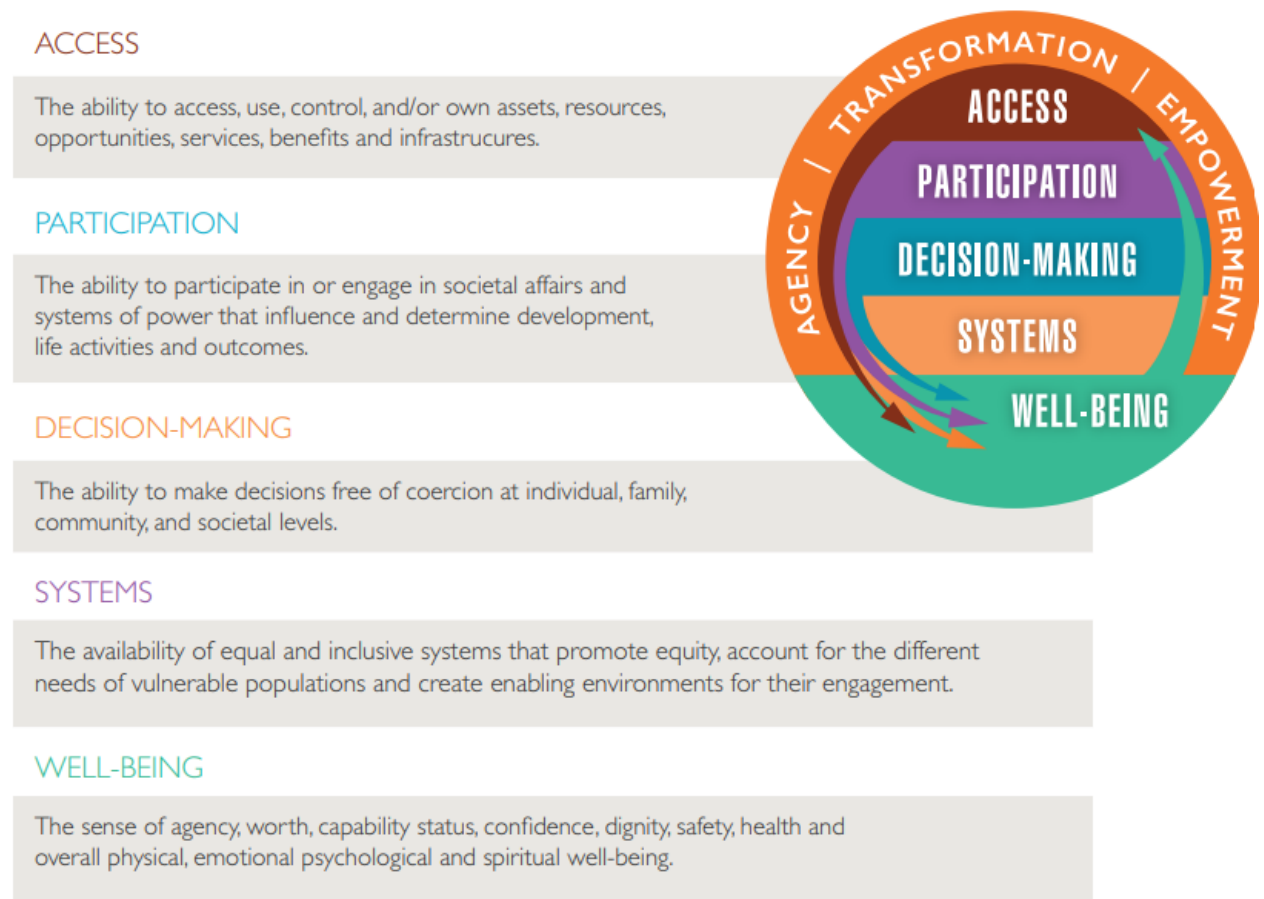 ACCESS
The ability to access, use, control, and/or own assets, resources,
opportunities, services, benefits and infrastrucures.
PARTICIPATION
The ability to participate in or engage in societal affairs and
systems of power that influence and determine development,
life activities and outcomes.
DECISION-MAKING
The ability to make decisions free of coercion at individual, family,
community, and societal levels.
SYSTEMS
The availability of equal and inclusive systems that promote equity, account for the different
needs of vulnerable populations and create enabling environments for their engagement.
WELL-BEING
The sense of agency, worth, capability status, confidence, dignity, safety, health and
overall physical, emotional psychological and spiritual well-being.
AGENCY | TRANSFORMATION | EMPOWERMENT
ACCESS
PARTICIPATION
DECISION-MAKING
SYSTEMS
WELL-BEING